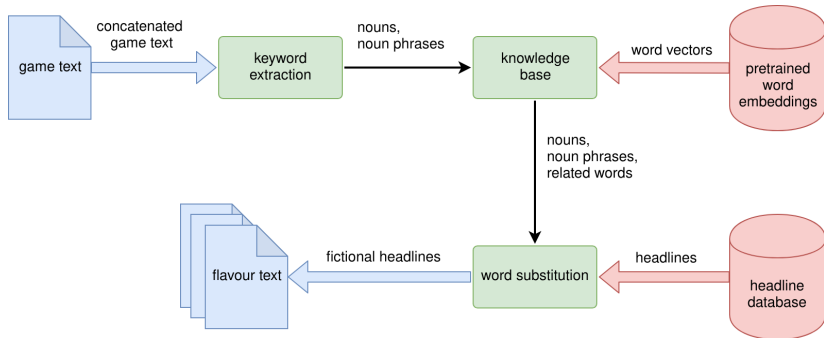 concatenated
game text
nouns,
noun phrases
game text
keyword
extraction
knowledge
base
word vectors
pretrained
word
embeddings
nouns,
noun phrases,
related words
flavour text
fictional headlines
word substitution
headlines
headline
database